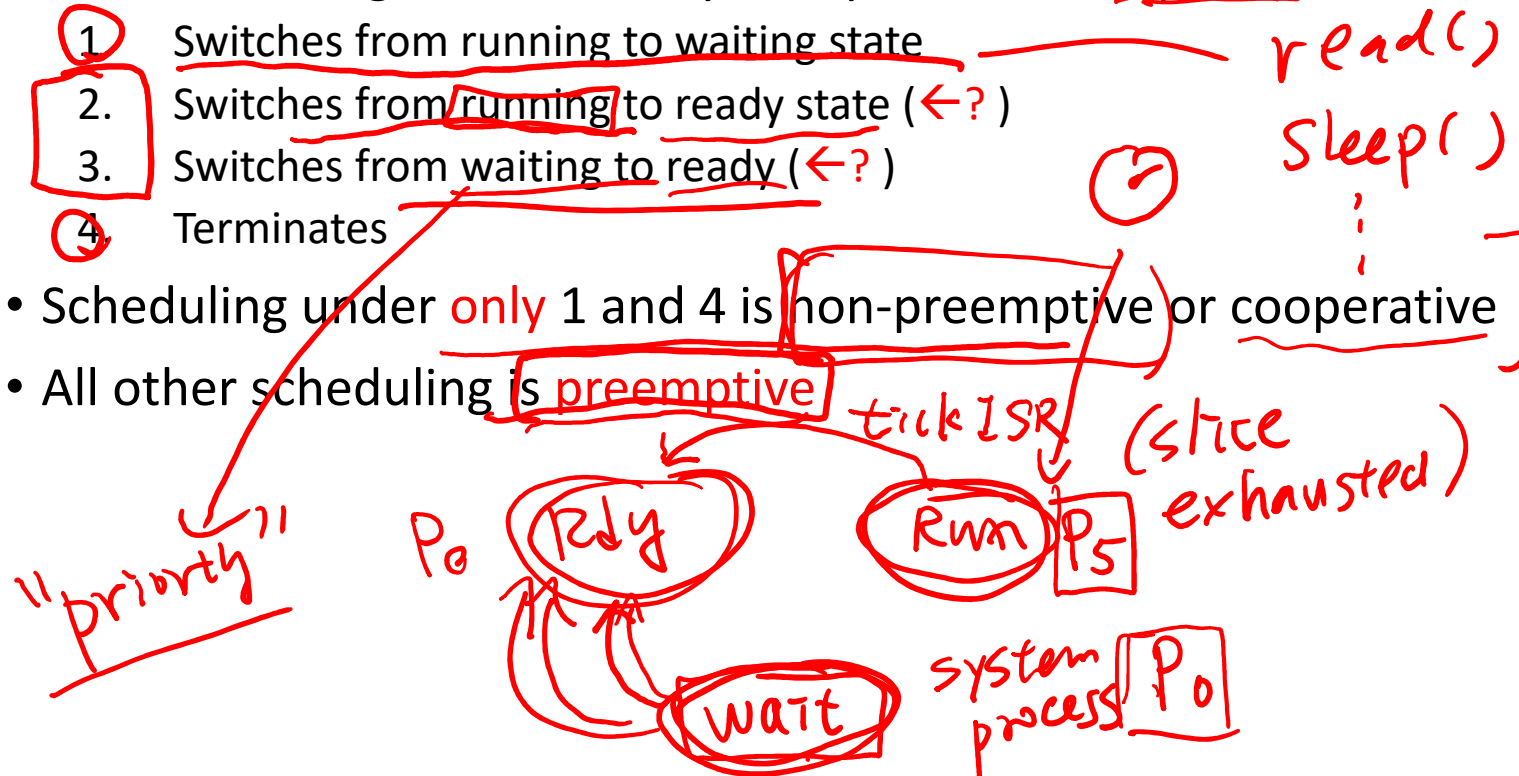 1. Switches from running to waiting state
read()
2. Switches from running to ready state (←? )
sleep()
3. Switches from waiting to ready (←? )
4. Terminates
• Scheduling under only 1 and 4 is non-preemptive or cooperative
• All other scheduling is preemptive
tick ISR (slice
exhausted)
P0 Rdy Run P5
"priorty"
wait system P0
process